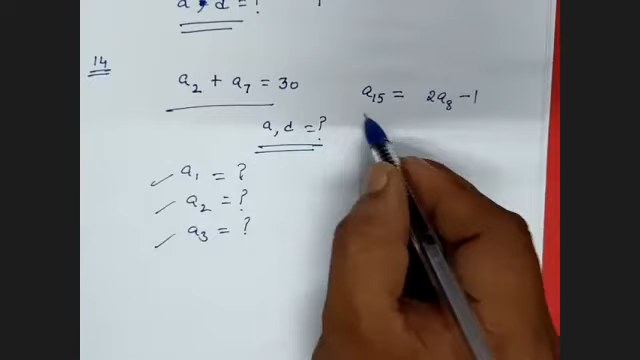 a, d = ?
14
a₂ + a₇ = 30
a₁₅ = 2a₈ - 1
a, d = ?
✓ a₁ = ?
✓ a₂ = ?
✓ a₃ = ?